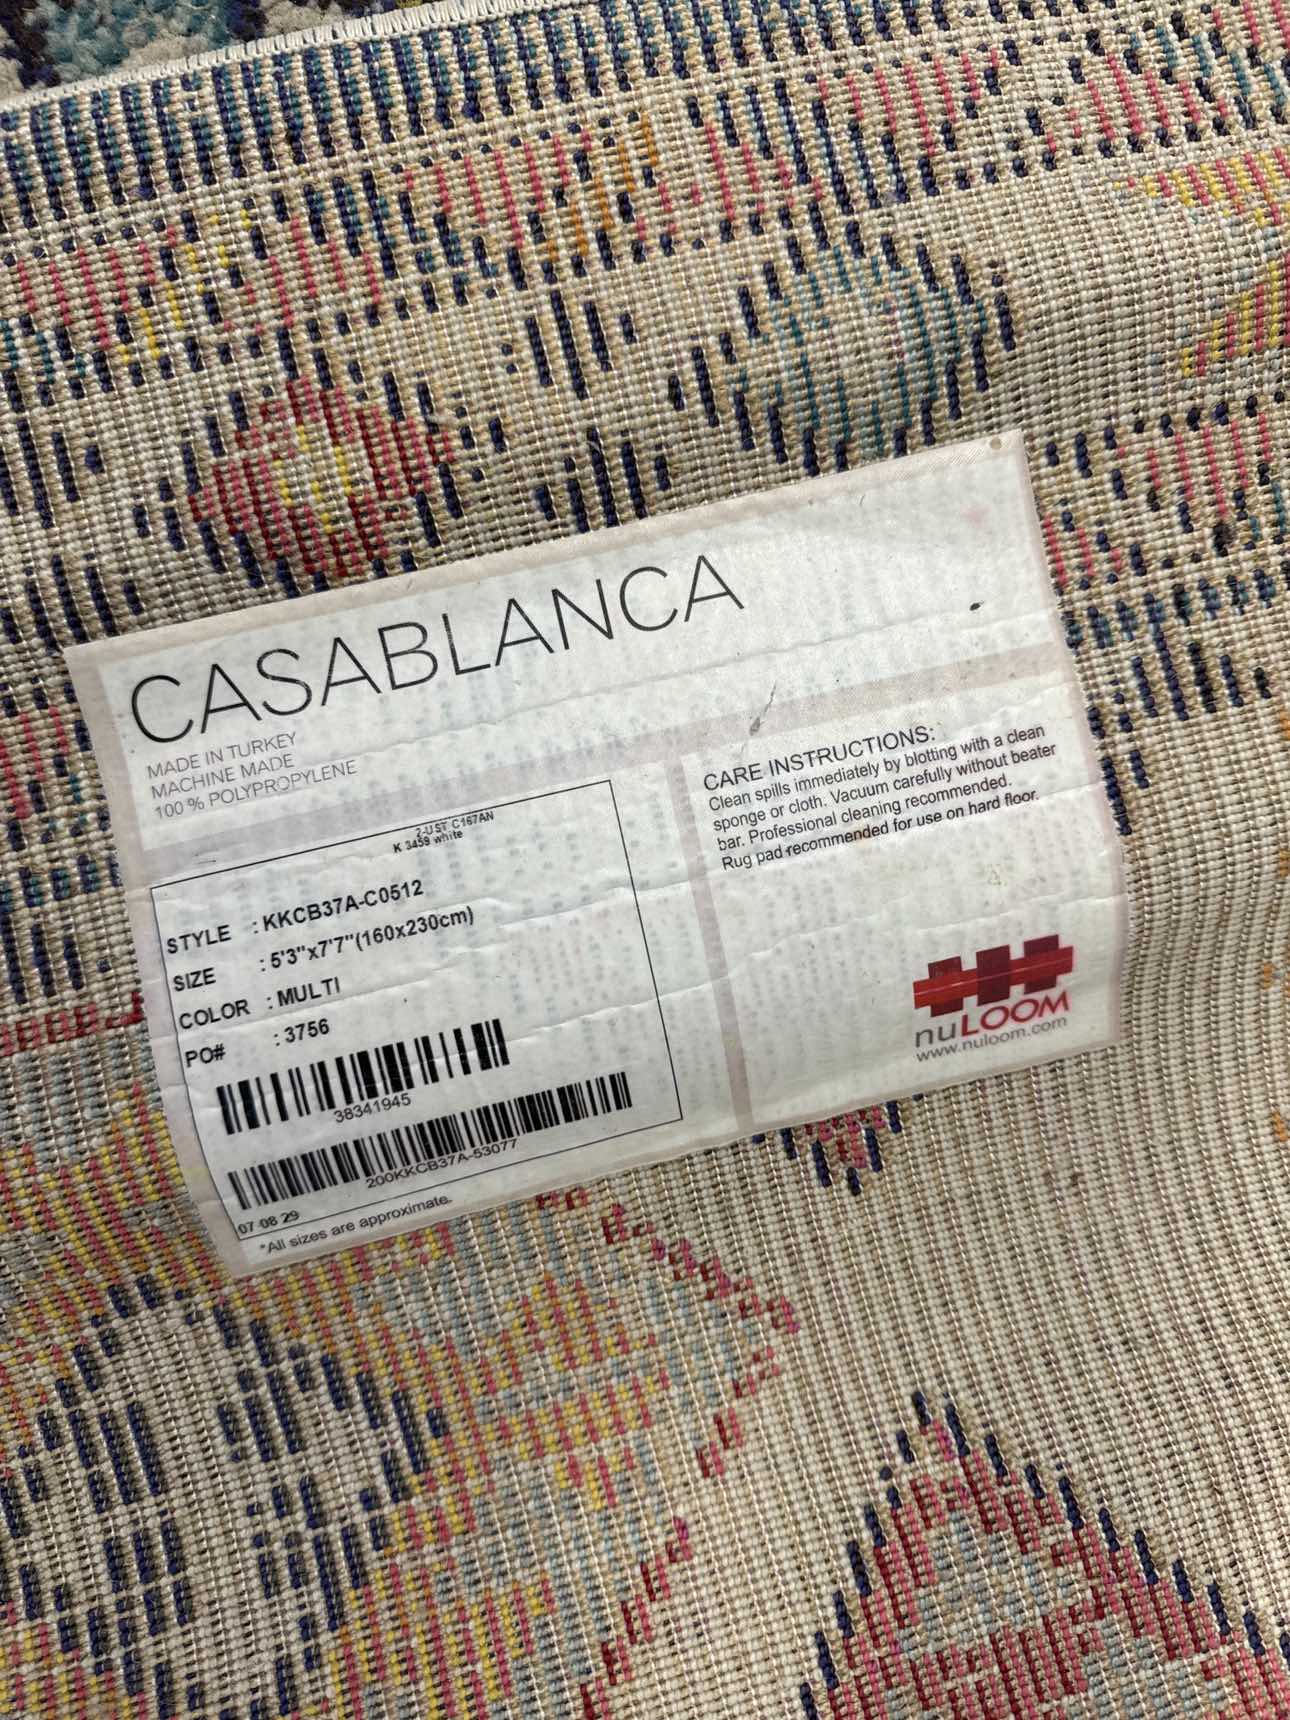 CASABLANCA
MADE IN TURKEY
MACHINE MADE
100 % POLYPROPYLENE
2-UST C167AN
K 3459 white
STYLE : KKCB37A-C0512
SIZE : 5'3"x7'7"(160x230cm)
COLOR : MULTI
PO# : 3756
38341945
200KKCB37A-53077
07 08 29
*All sizes are approximate.
CARE INSTRUCTIONS:
Clean spills immediately by blotting with a clean
sponge or cloth. Vacuum carefully without beater
bar. Professional cleaning recommended.
Rug pad recommended for use on hard floor.
nuLOOM
www.nuloom.com